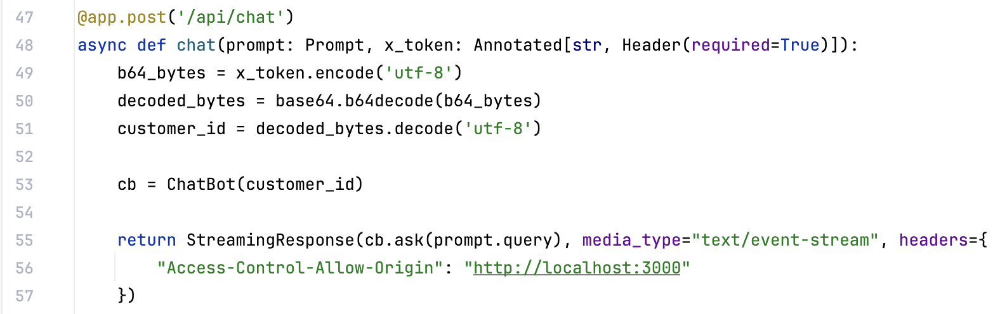 47 @app.post('/api/chat')
48 async def chat(prompt: Prompt, x_token: Annotated[str, Header(required=True)]):
49     b64_bytes = x_token.encode('utf-8')
50     decoded_bytes = base64.b64decode(b64_bytes)
51     customer_id = decoded_bytes.decode('utf-8')
52
53     cb = ChatBot(customer_id)
54
55     return StreamingResponse(cb.ask(prompt.query), media_type="text/event-stream", headers={
56         "Access-Control-Allow-Origin": "http://localhost:3000"
57     })